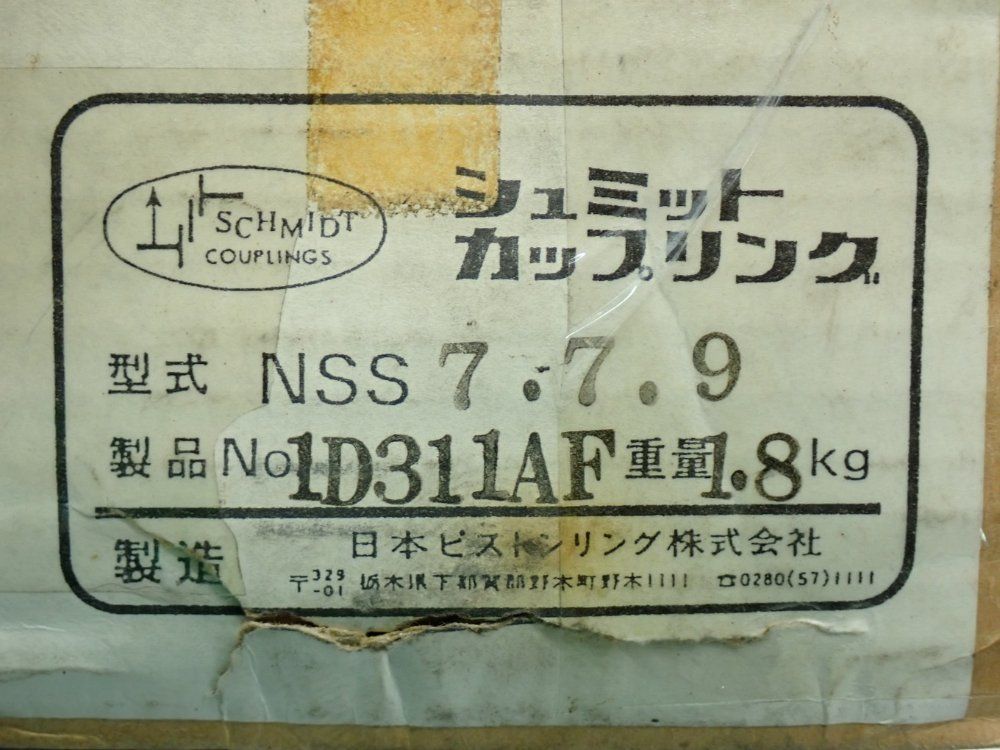 SCHMIDT
COUPLINGS
シュミット
カップリング
型式 NSS 7.7.9
製品No 1D311AF 重量 1.8kg
製造 日本ピストンリング株式会社
〒329-01 栃木県下都賀郡野木町野木1111 ☎0280(57)1111